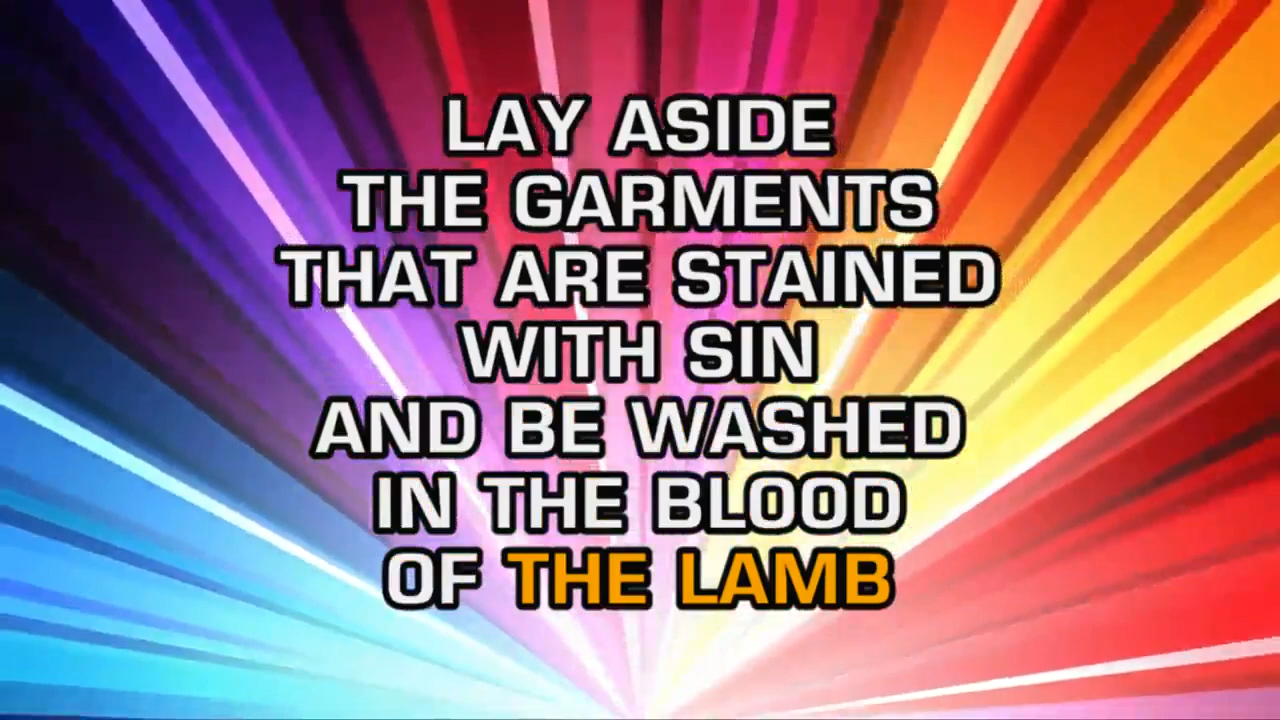 LAY ASIDE
THE GARMENTS
THAT ARE STAINED
WITH SIN
AND BE WASHED
IN THE BLOOD
OF THE LAMB